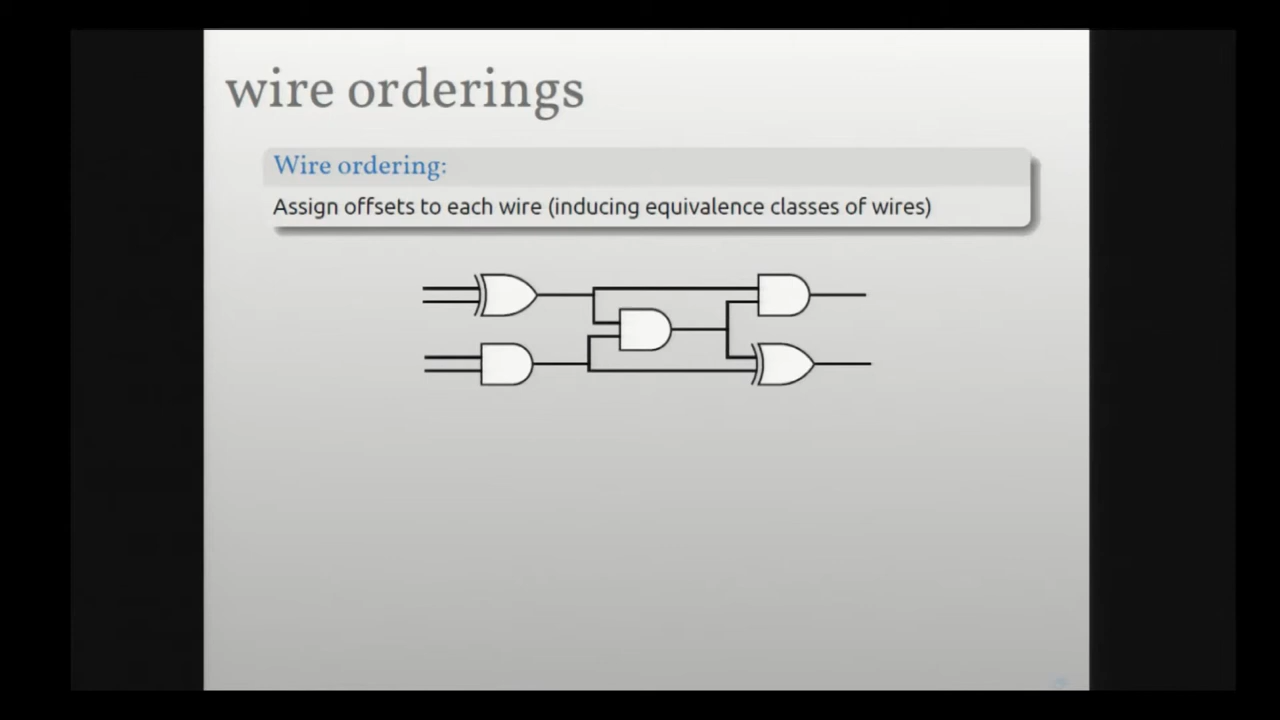 wire orderings
Wire ordering:
Assign offsets to each wire (inducing equivalence classes of wires)